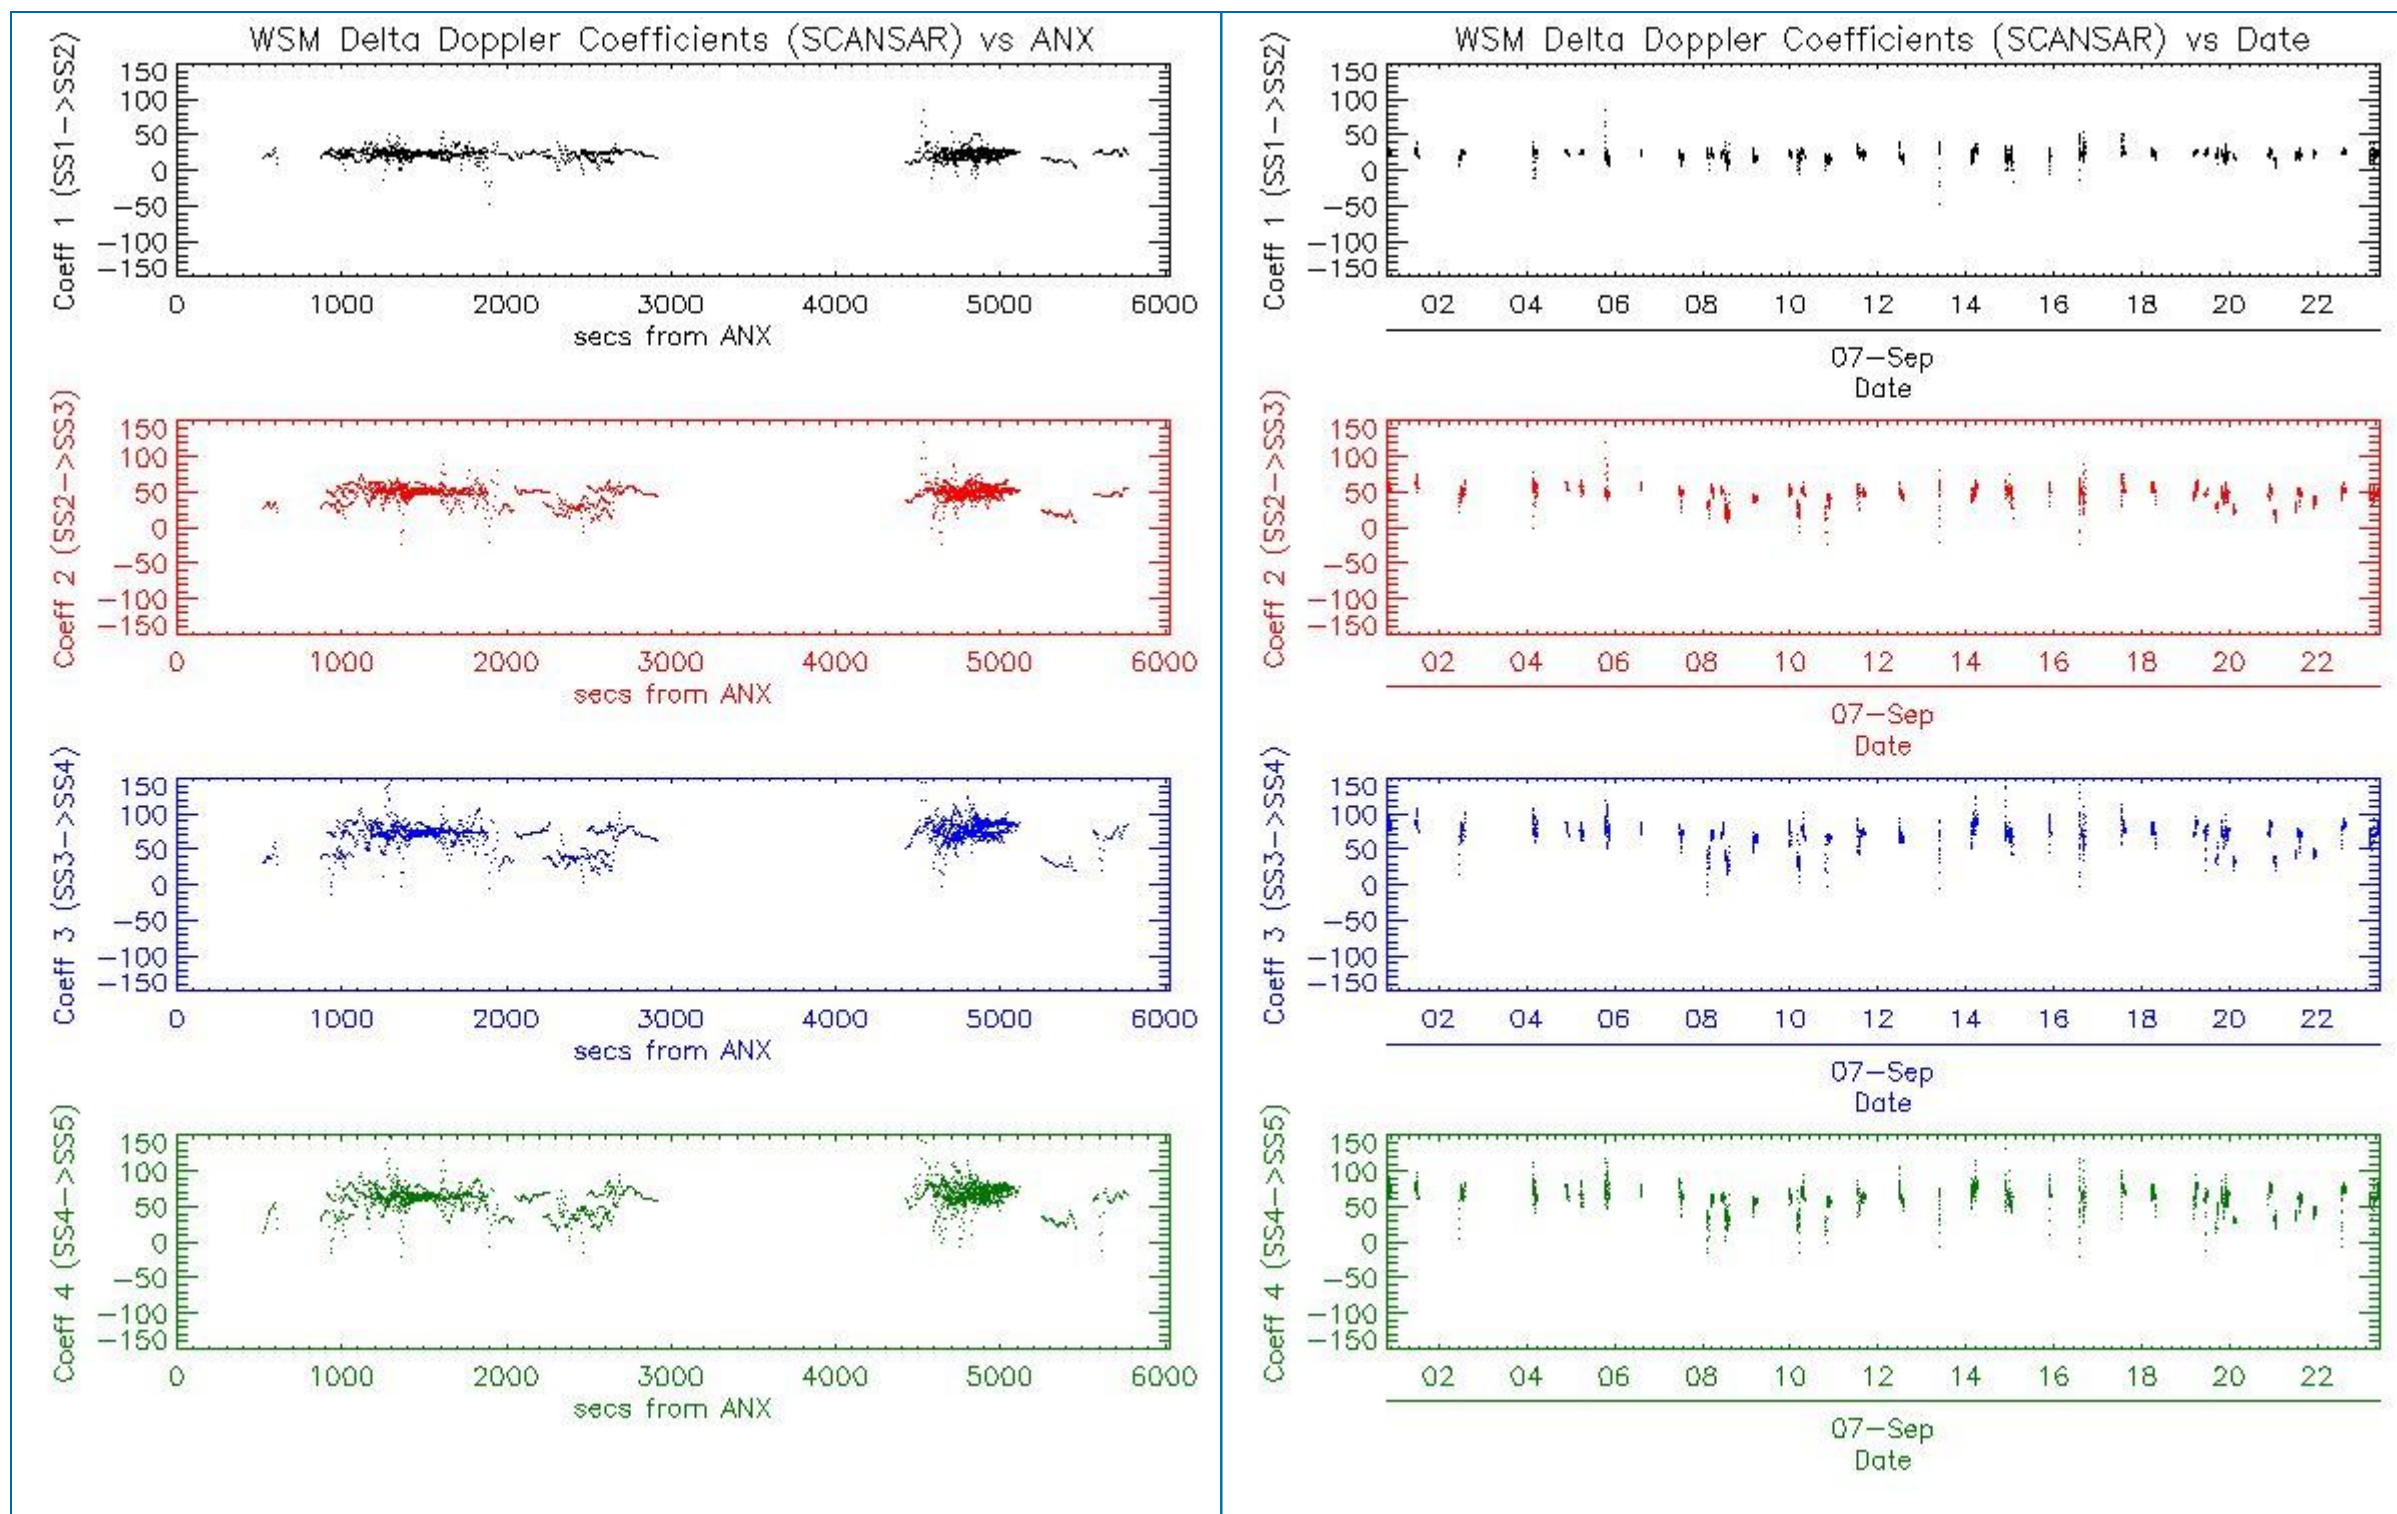 WSM Delta Doppler Coefficients (SCANSAR) vs ANX
Coeff 1 (SS1->SS2)
150
100
50
0
-50
-100
-150
0 1000 2000 3000 4000 5000 6000
secs from ANX
Coeff 2 (SS2->SS3)
150
100
50
0
-50
-100
-150
0 1000 2000 3000 4000 5000 6000
secs from ANX
Coeff 3 (SS3->SS4)
150
100
50
0
-50
-100
-150
0 1000 2000 3000 4000 5000 6000
secs from ANX
Coeff 4 (SS4->SS5)
150
100
50
0
-50
-100
-150
0 1000 2000 3000 4000 5000 6000
secs from ANX
WSM Delta Doppler Coefficients (SCANSAR) vs Date
Coeff 1 (SS1->SS2)
150
100
50
0
-50
-100
-150
02 04 06 08 10 12 14 16 18 20 22
07-Sep
Date
Coeff 2 (SS2->SS3)
150
100
50
0
-50
-100
-150
02 04 06 08 10 12 14 16 18 20 22
07-Sep
Date
Coeff 3 (SS3->SS4)
150
100
50
0
-50
-100
-150
02 04 06 08 10 12 14 16 18 20 22
07-Sep
Date
Coeff 4 (SS4->SS5)
150
100
50
0
-50
-100
-150
02 04 06 08 10 12 14 16 18 20 22
07-Sep
Date